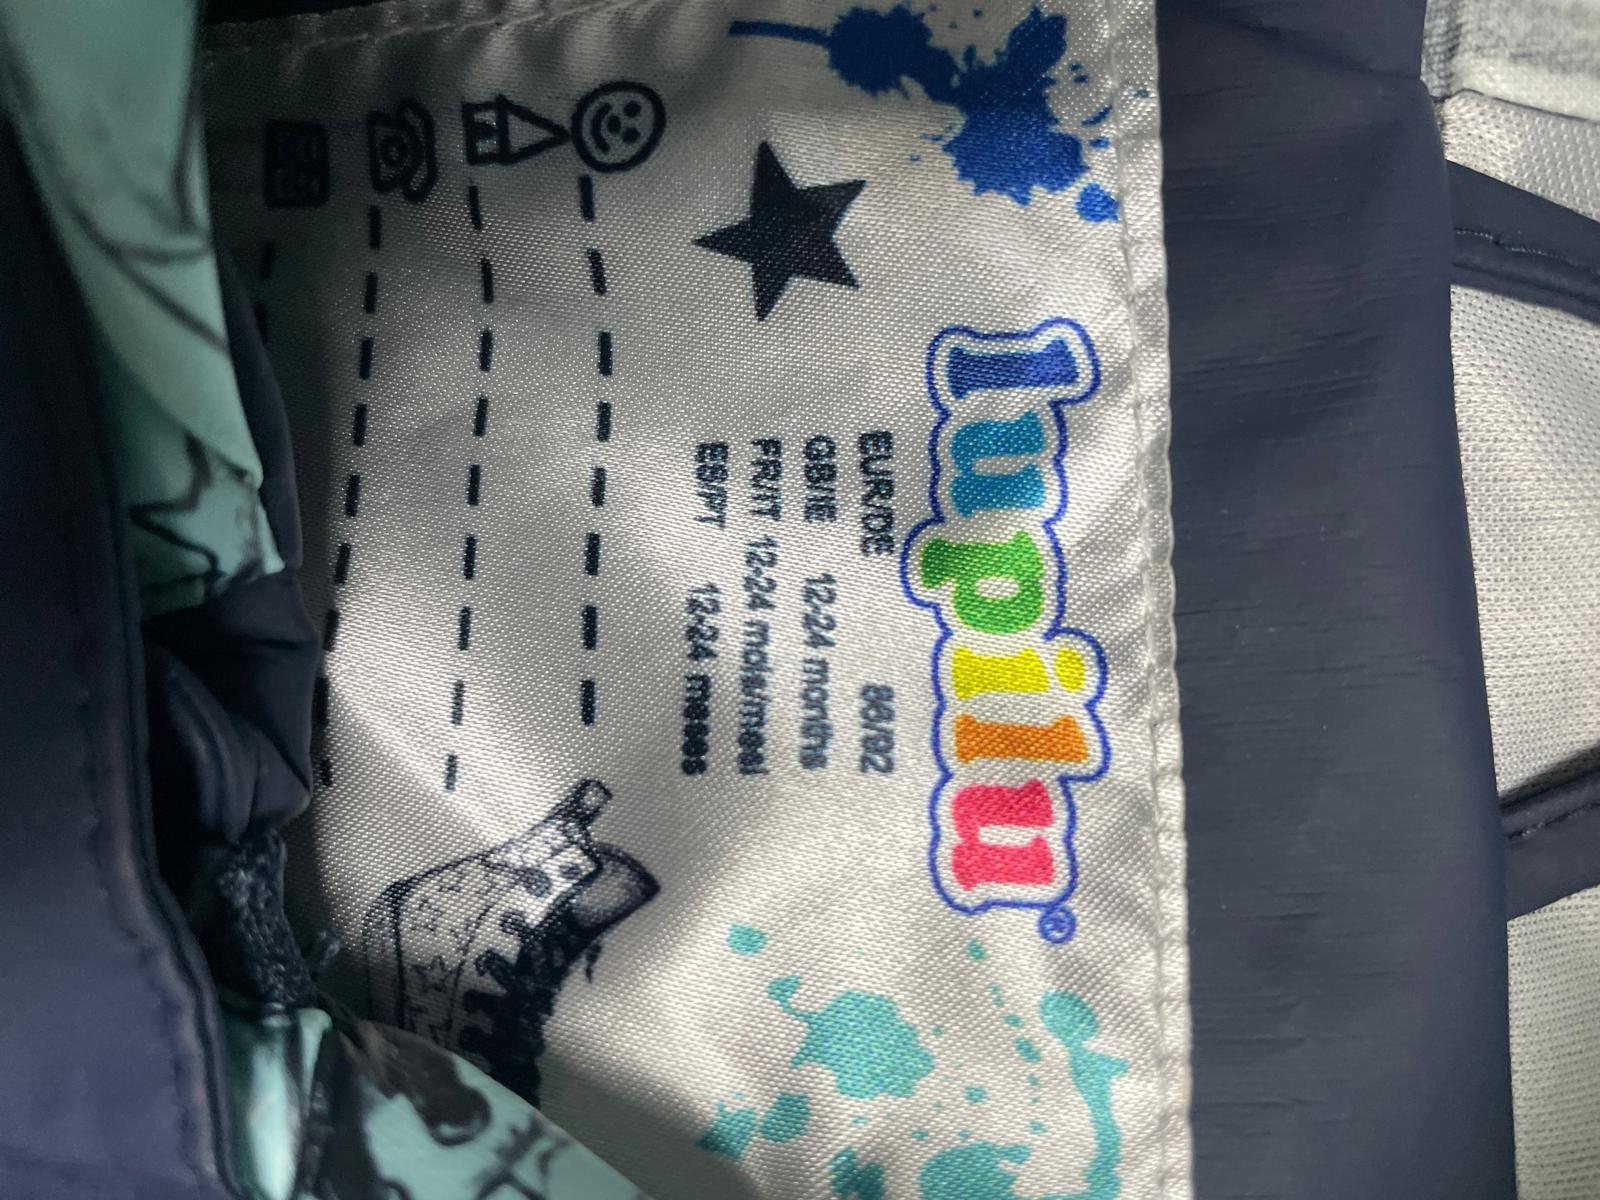 lupilu®
EUR/DE 86/92
GB/IE 12-24 months
FR/IT 12-24 mois/mesi
ES/PT 12-24 meses